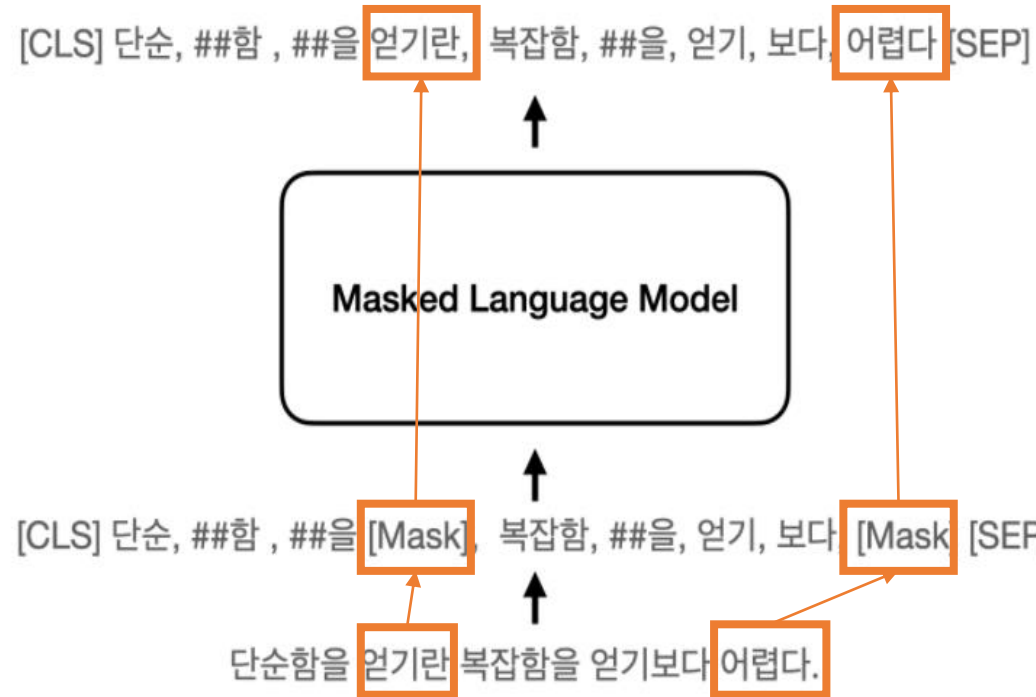 [CLS] 단순, ##함 , ##을 얻기란, 복잡함, ##을, 얻기, 보다, 어렵다 [SEP]
Masked Language Model
[CLS] 단순, ##함 , ##을 [Mask], 복잡함, ##을, 얻기, 보다, [Mask] [SEP
단순함을 얻기란 복잡함을 얻기보다 어렵다.